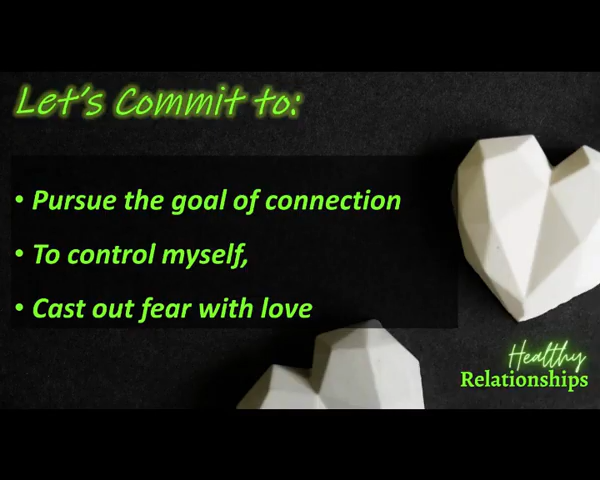 Let's Commit to:
• Pursue the goal of connection
• To control myself,
• Cast out fear with love
Healthy
Relationships